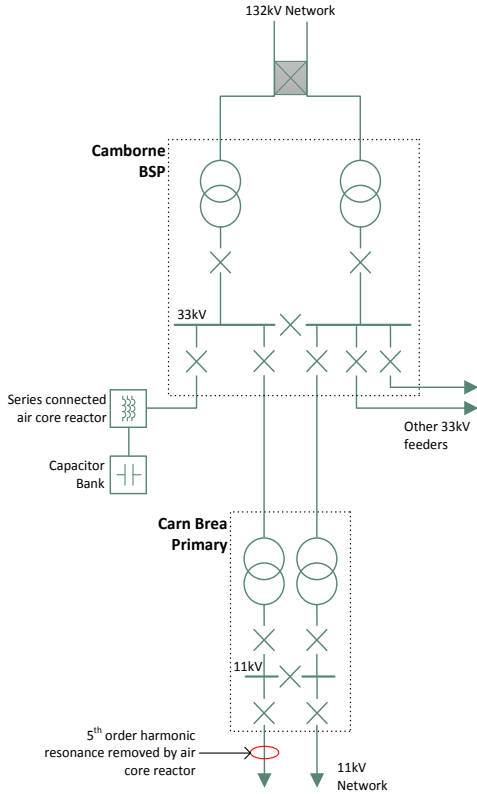 132kV Network
Camborne
BSP
33kV
Series connected
air core reactor
Capacitor
Bank
Other 33kV
feeders
Carn Brea
Primary
11kV
5th order harmonic
resonance removed by air
core reactor
11kV
Network